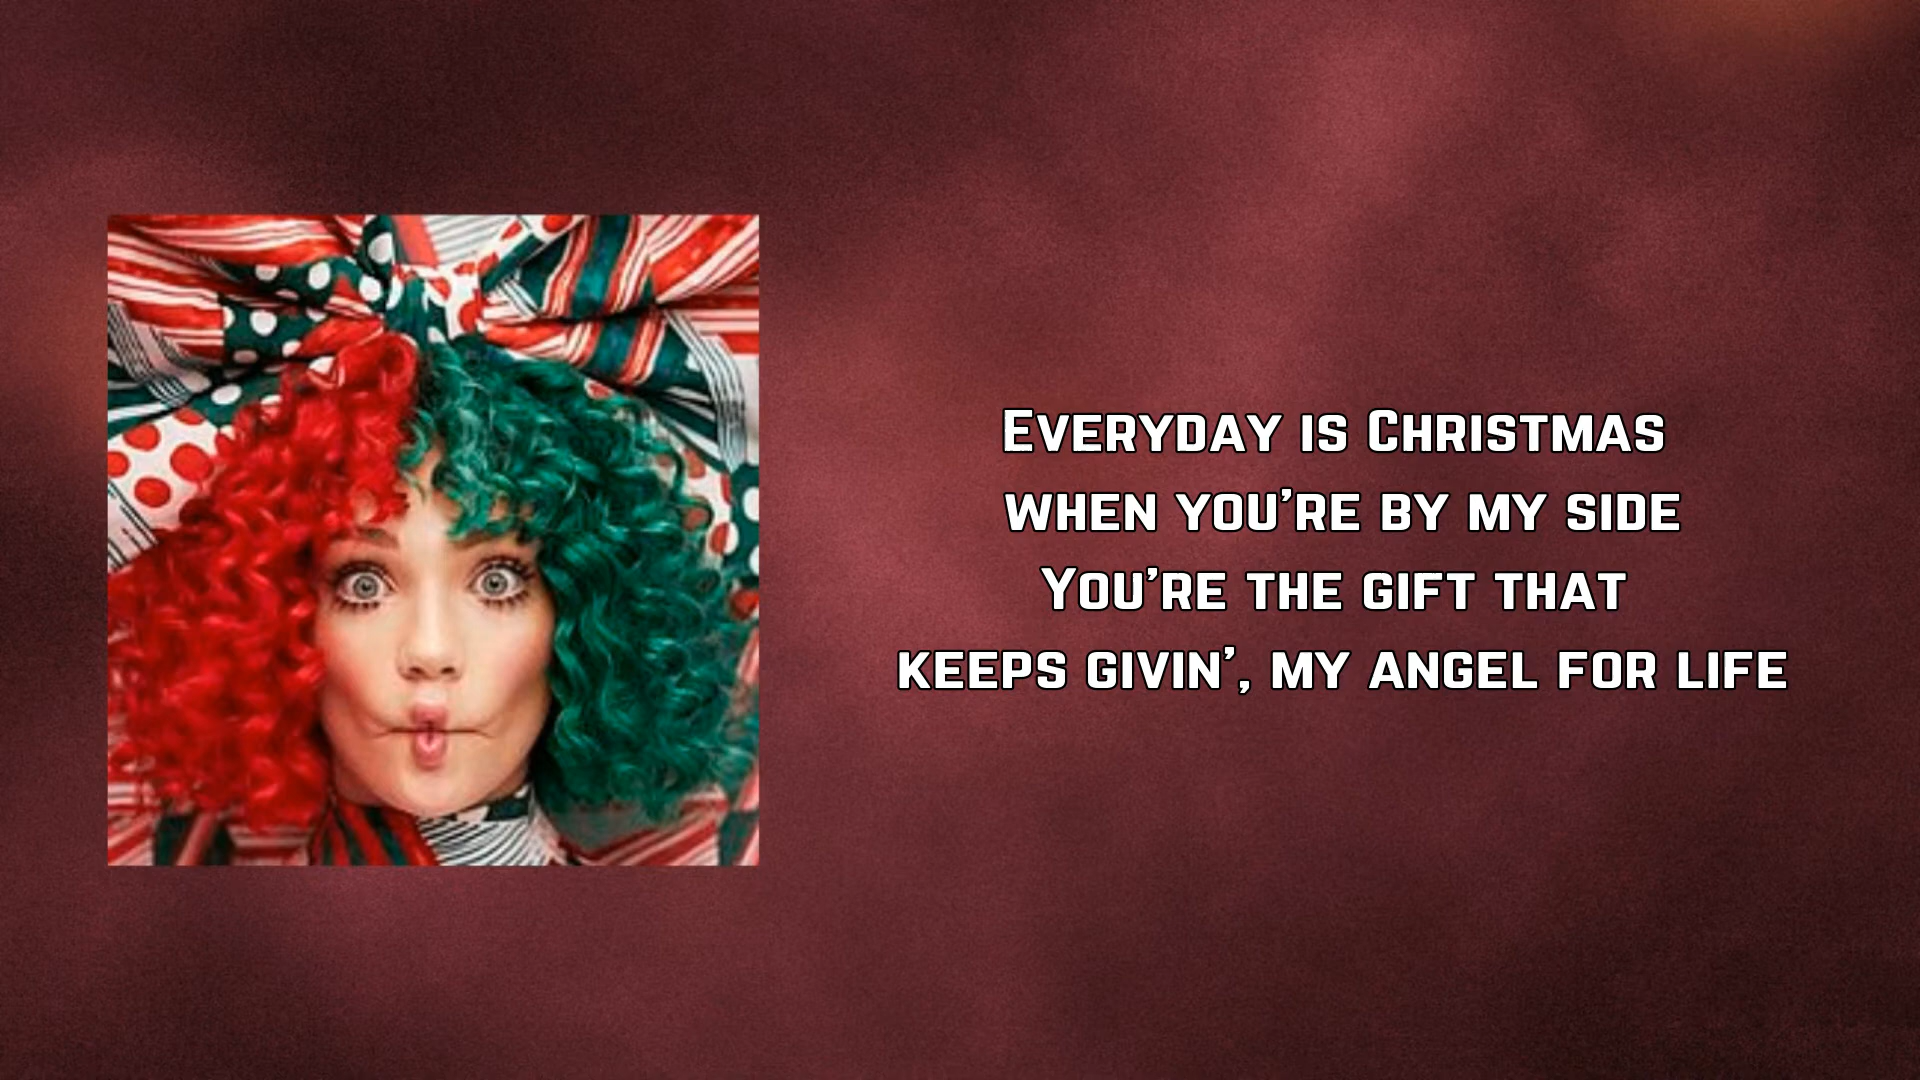 Everyday is Christmas
when you're by my side
You're the gift that
keeps givin', my angel for life